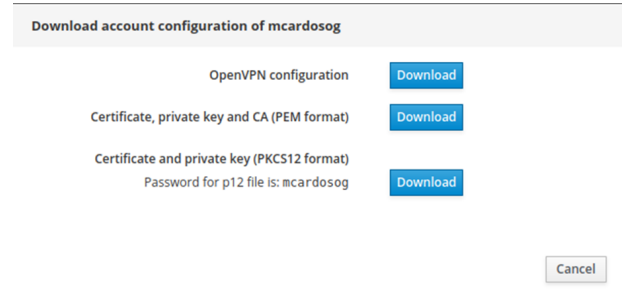 Download account configuration of mcardosog
OpenVPN configuration
Download
Certificate, private key and CA (PEM format)
Download
Certificate and private key (PKCS12 format)
Password for p12 file is: mcardosog
Download
Cancel